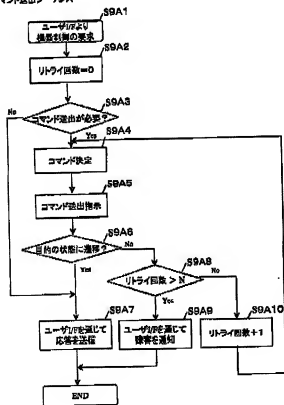 マンド送出シーケンス
S9A1
ユーザI/Fより
機器制御の要求
S9A2
リトライ回数=0
S9A3
コマンド送出が必要?
No
Yes
S9A4
コマンド決定
S9A5
コマンド送出指示
S9A6
目的の状態に遷移?
No
Yes
S9A8
リトライ回数 > N
No
Yes
S9A7
ユーザI/Fを通じて
応答を送信
S9A9
ユーザI/Fを通じて
障害を通知
S9A10
リトライ回数+1
END